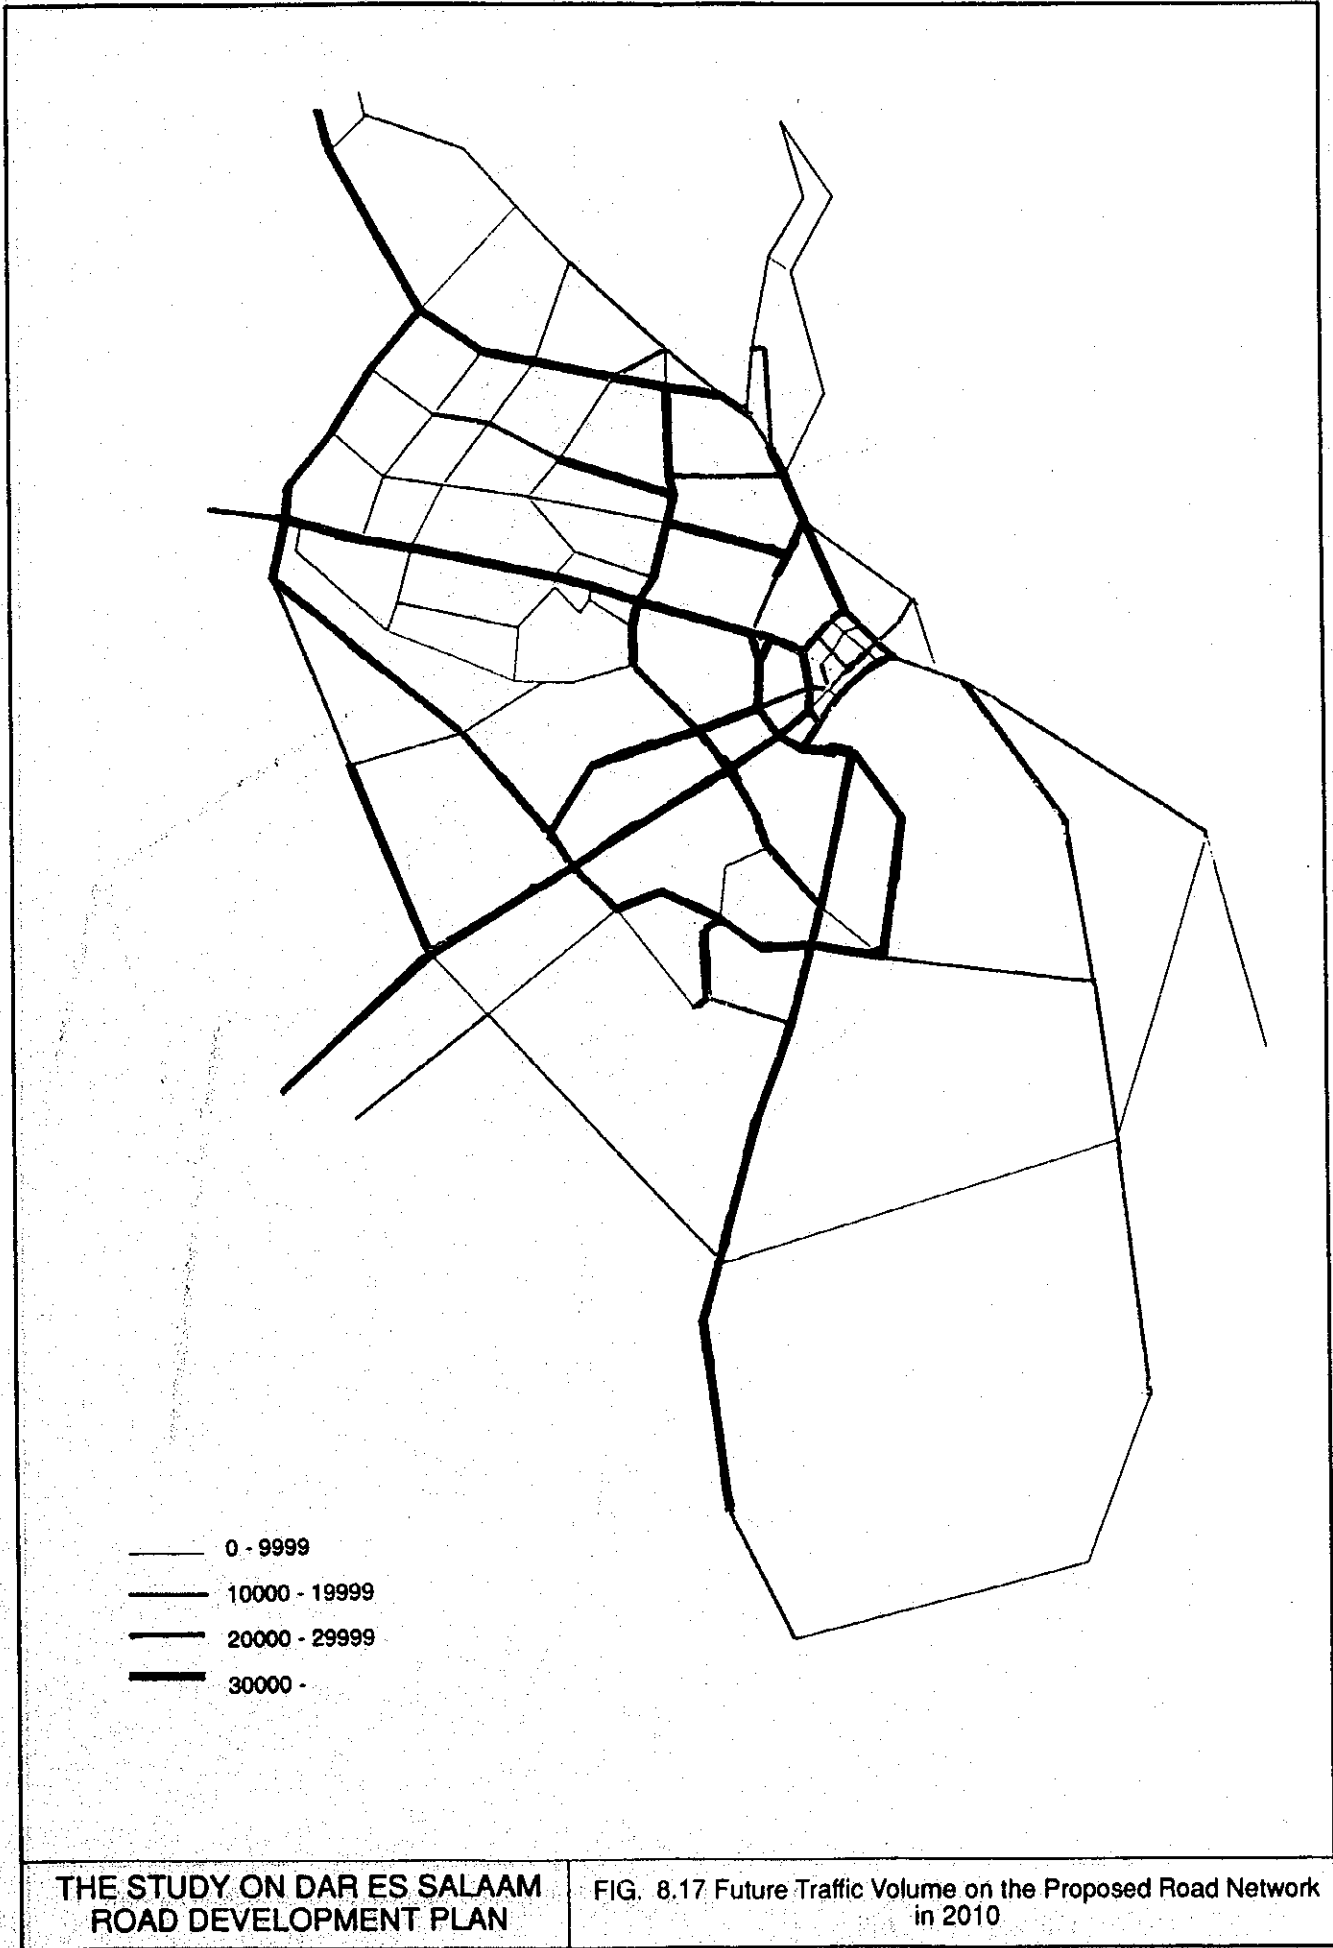 0 - 9999
10000 - 19999
20000 - 29999
30000 -
THE STUDY ON DAR ES SALAAM
ROAD DEVELOPMENT PLAN
FIG. 8.17 Future Traffic Volume on the Proposed Road Network
in 2010